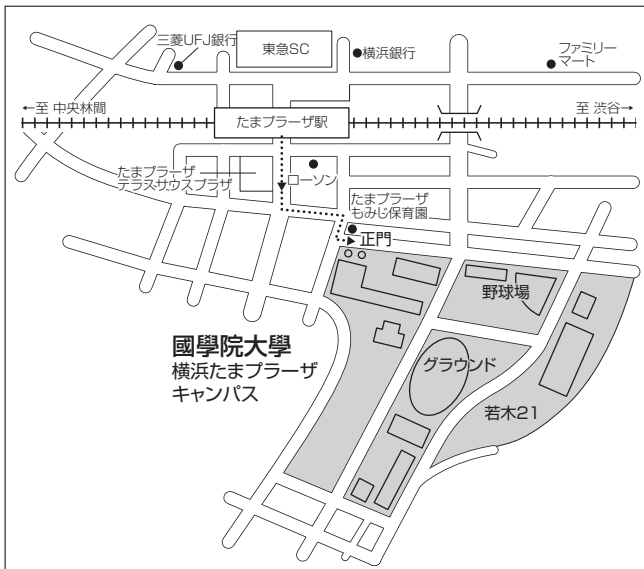 三菱UFJ銀行
東急SC
横浜銀行
ファミリー
マート
←至 中央林間
たまプラーザ駅
至 渋谷→
たまプラーザ
テラスサウスプラザ
ローソン
たまプラーザ
もみじ保育園
正門
野球場
國學院大學
横浜たまプラーザ
キャンパス
グラウンド
若木21